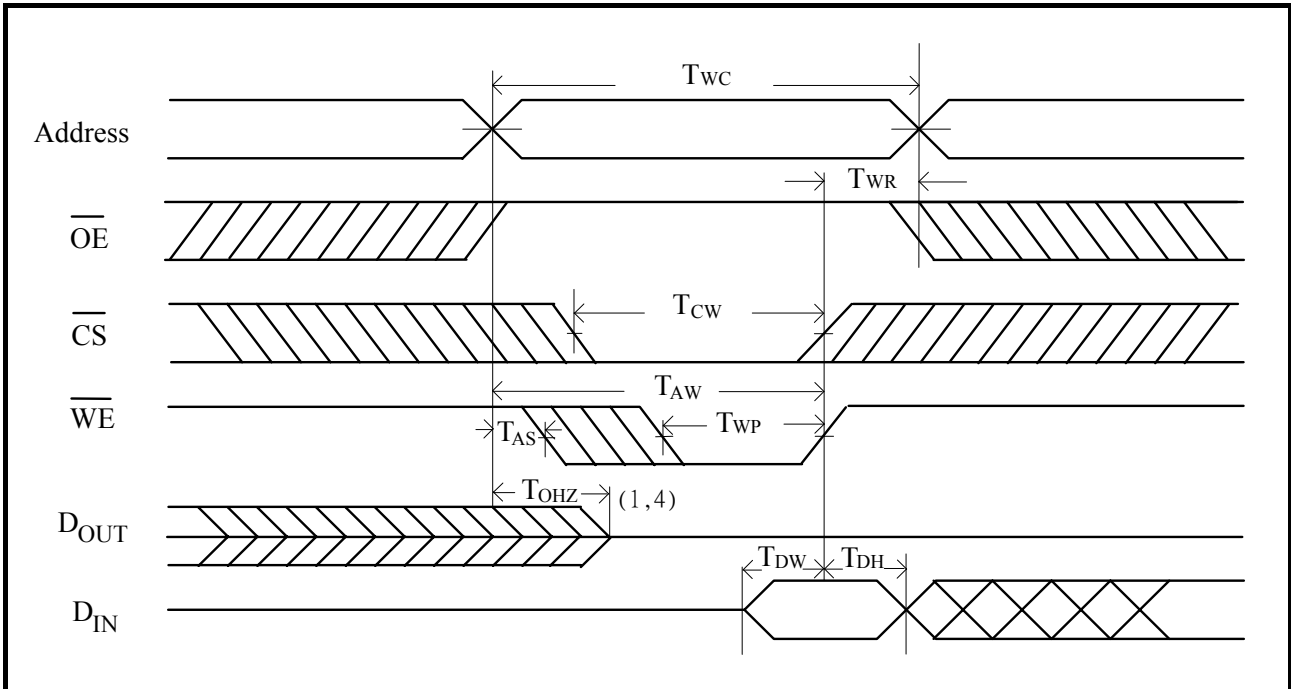 TWC
Address
TWR
OE
TCW
CS
TAW
WE
TAS
TWP
TOHZ
(1,4)
DOUT
TDW
TDH
DIN